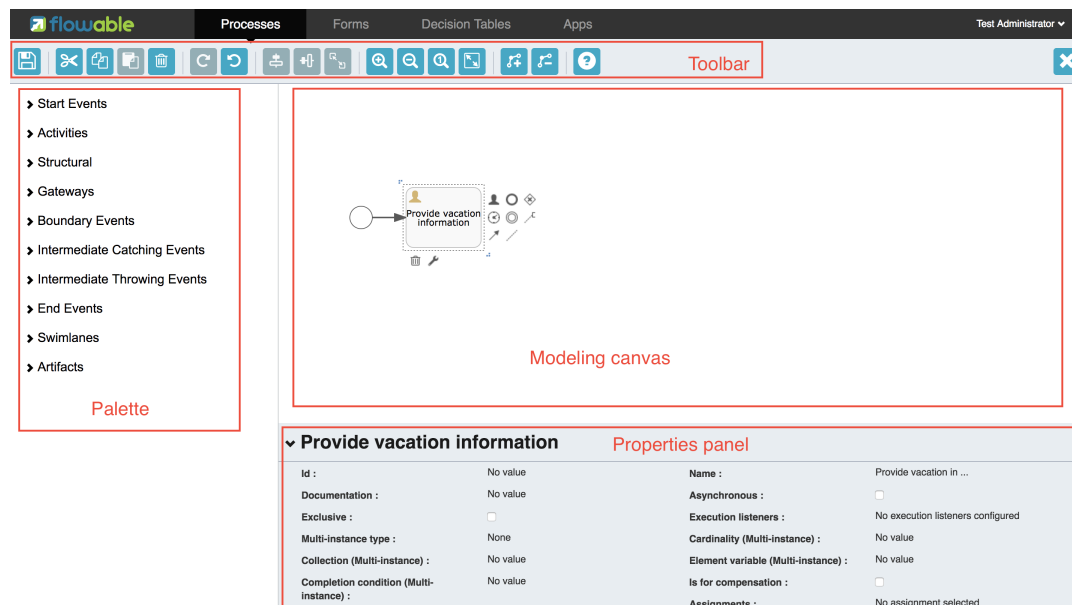 flowable
Processes
Forms
Decision Tables
Apps
Test Administrator
Toolbar
Start Events
Activities
Structural
Gateways
Boundary Events
Intermediate Catching Events
Intermediate Throwing Events
End Events
Swimlanes
Artifacts
Palette
Provide vacation
information
Modeling canvas
Provide vacation information
Properties panel
Id : No value
Name : Provide vacation in ...
Documentation : No value
Asynchronous :
Exclusive :
Execution listeners : No execution listeners configured
Multi-instance type : None
Cardinality (Multi-instance) : No value
Collection (Multi-instance) : No value
Element variable (Multi-instance) : No value
Completion condition (Multi-
instance) : No value
Is for compensation :
Assignments : No assignment selected